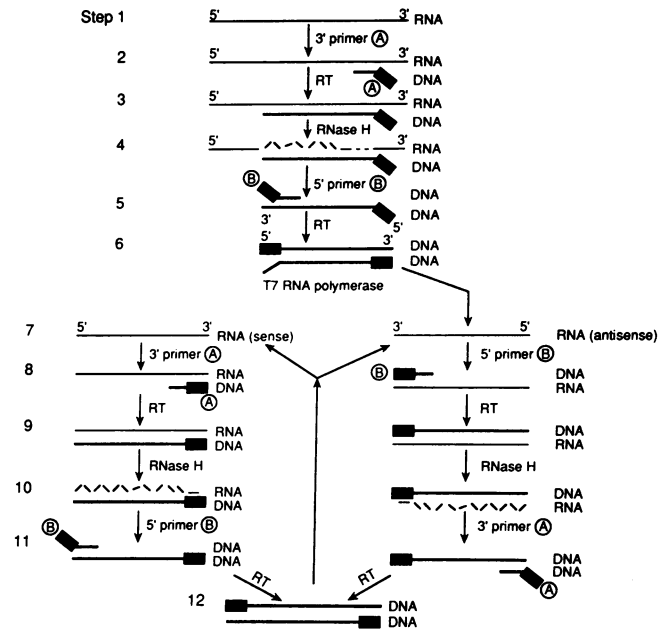 Step 1 5' 3' RNA
3' primer Ⓐ
2 5' 3' RNA
RT Ⓐ DNA
3 5' 3' RNA
DNA
RNase H
4 5' 3' RNA
DNA
Ⓑ 5' primer Ⓑ DNA
5 DNA
3' RT 5'
6 5' 3' DNA
DNA
T7 RNA polymerase
7 5' 3' RNA (sense) 3' 5' RNA (antisense)
3' primer Ⓐ 5' primer Ⓑ
8 RNA Ⓑ DNA
DNA RNA
Ⓐ
RT RT
9 RNA DNA
DNA RNA
RNase H RNase H
10 RNA DNA
DNA RNA
Ⓑ 5' primer Ⓑ 3' primer Ⓐ
11 DNA DNA
DNA DNA
RT RT Ⓐ
12 DNA
DNA